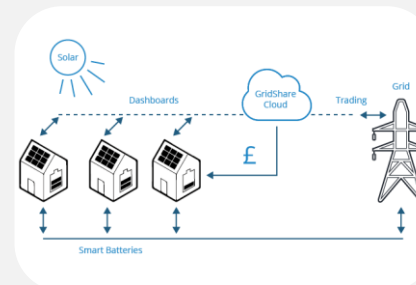 Solar
Grid
Dashboards
GridShare
Cloud
Trading
£
Smart Batteries